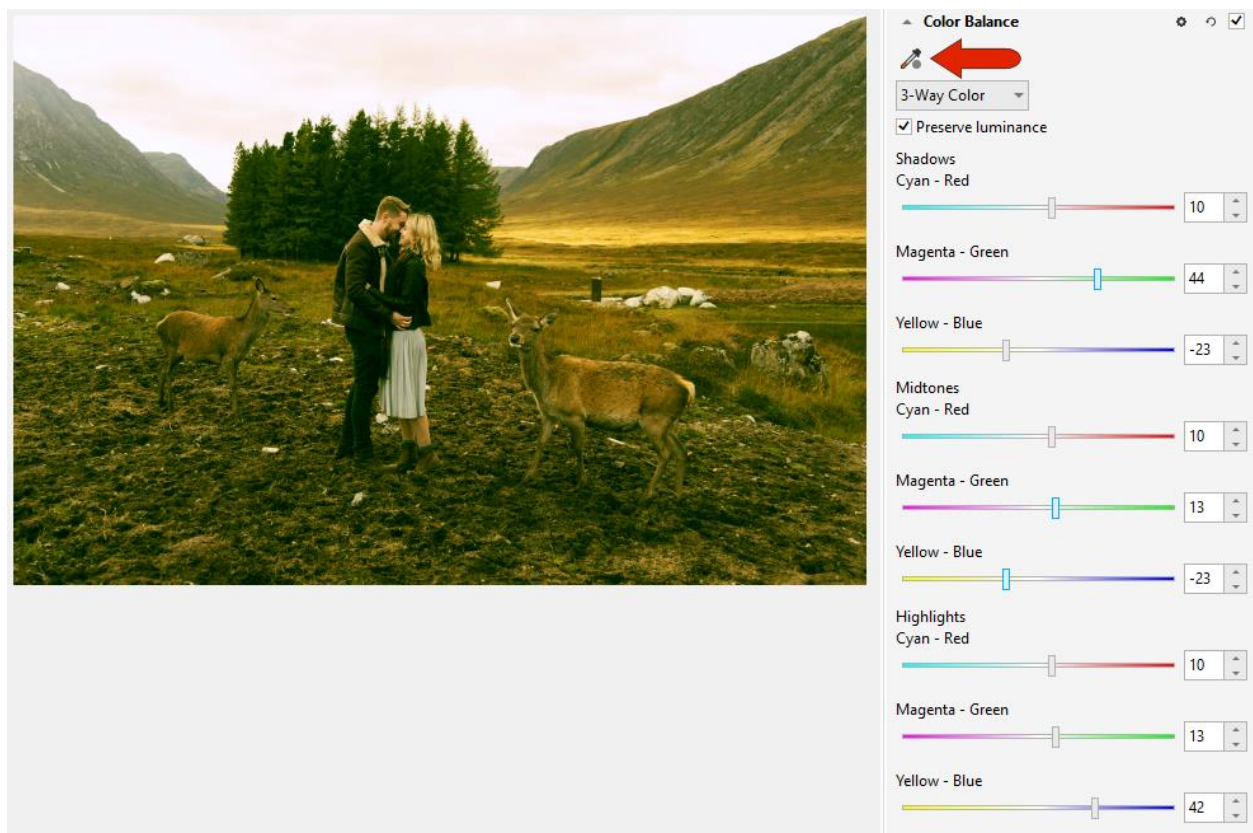 Color Balance
3-Way Color
Preserve luminance
Shadows
Cyan - Red
10
Magenta - Green
44
Yellow - Blue
-23
Midtones
Cyan - Red
10
Magenta - Green
13
Yellow - Blue
-23
Highlights
Cyan - Red
10
Magenta - Green
13
Yellow - Blue
42